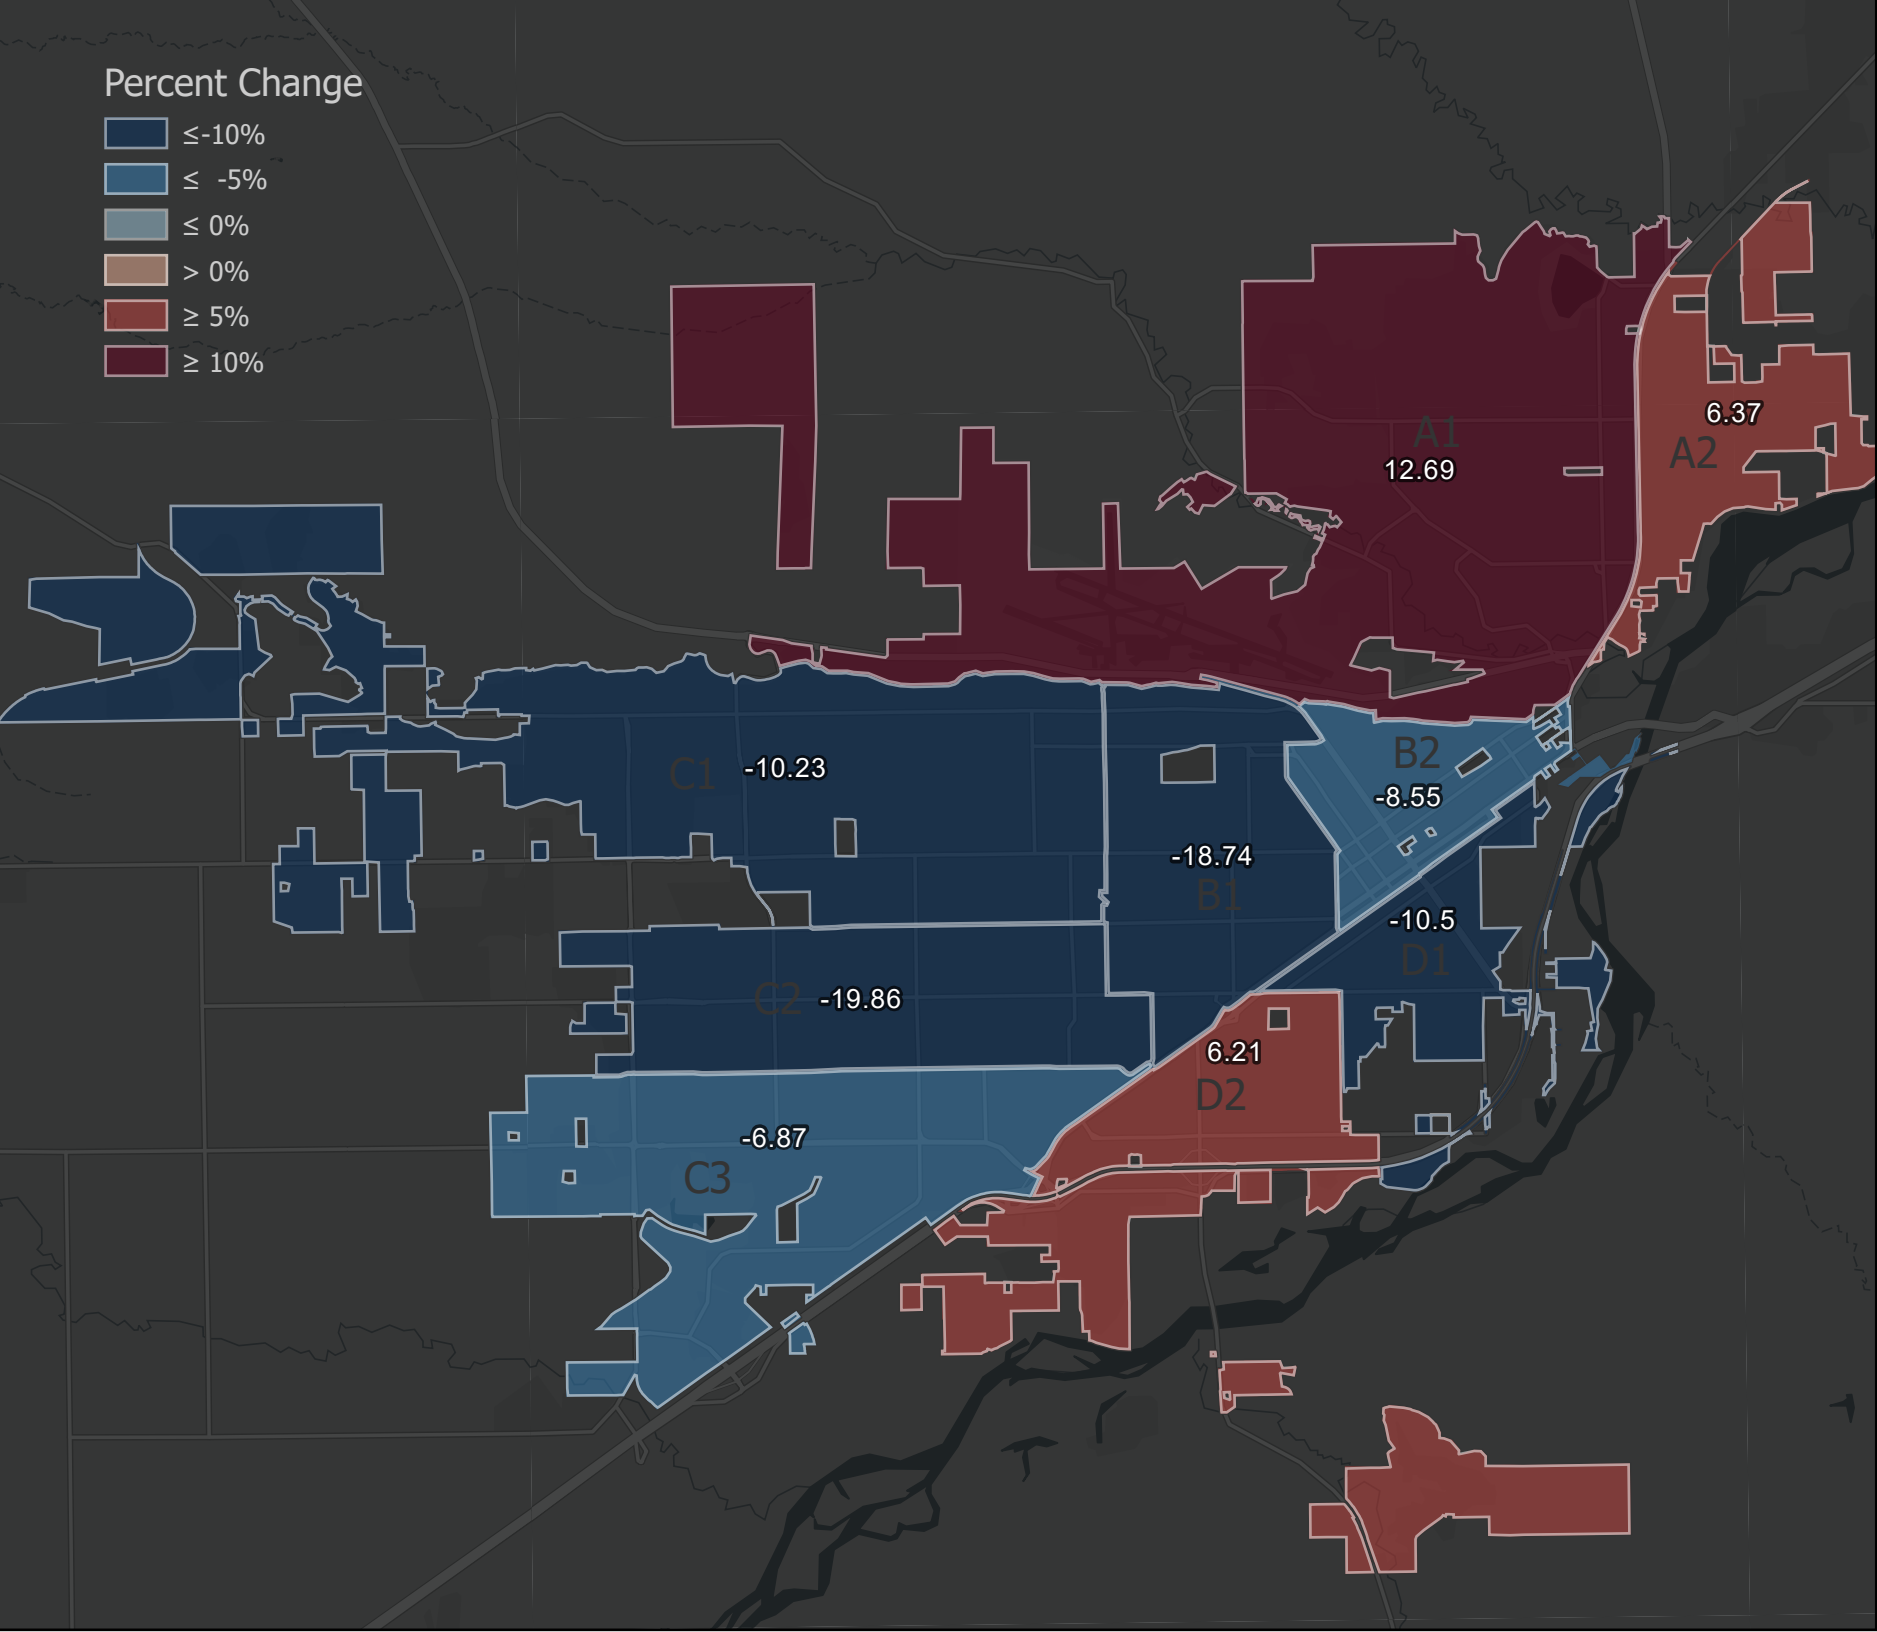 Percent Change
≤-10%
≤ -5%
≤ 0%
> 0%
≥ 5%
≥ 10%
6.37
A1
A2
12.69
B2
C1
-10.23
-8.55
-18.74
B1
-10.5
D1
C2
-19.86
6.21
D2
-6.87
C3